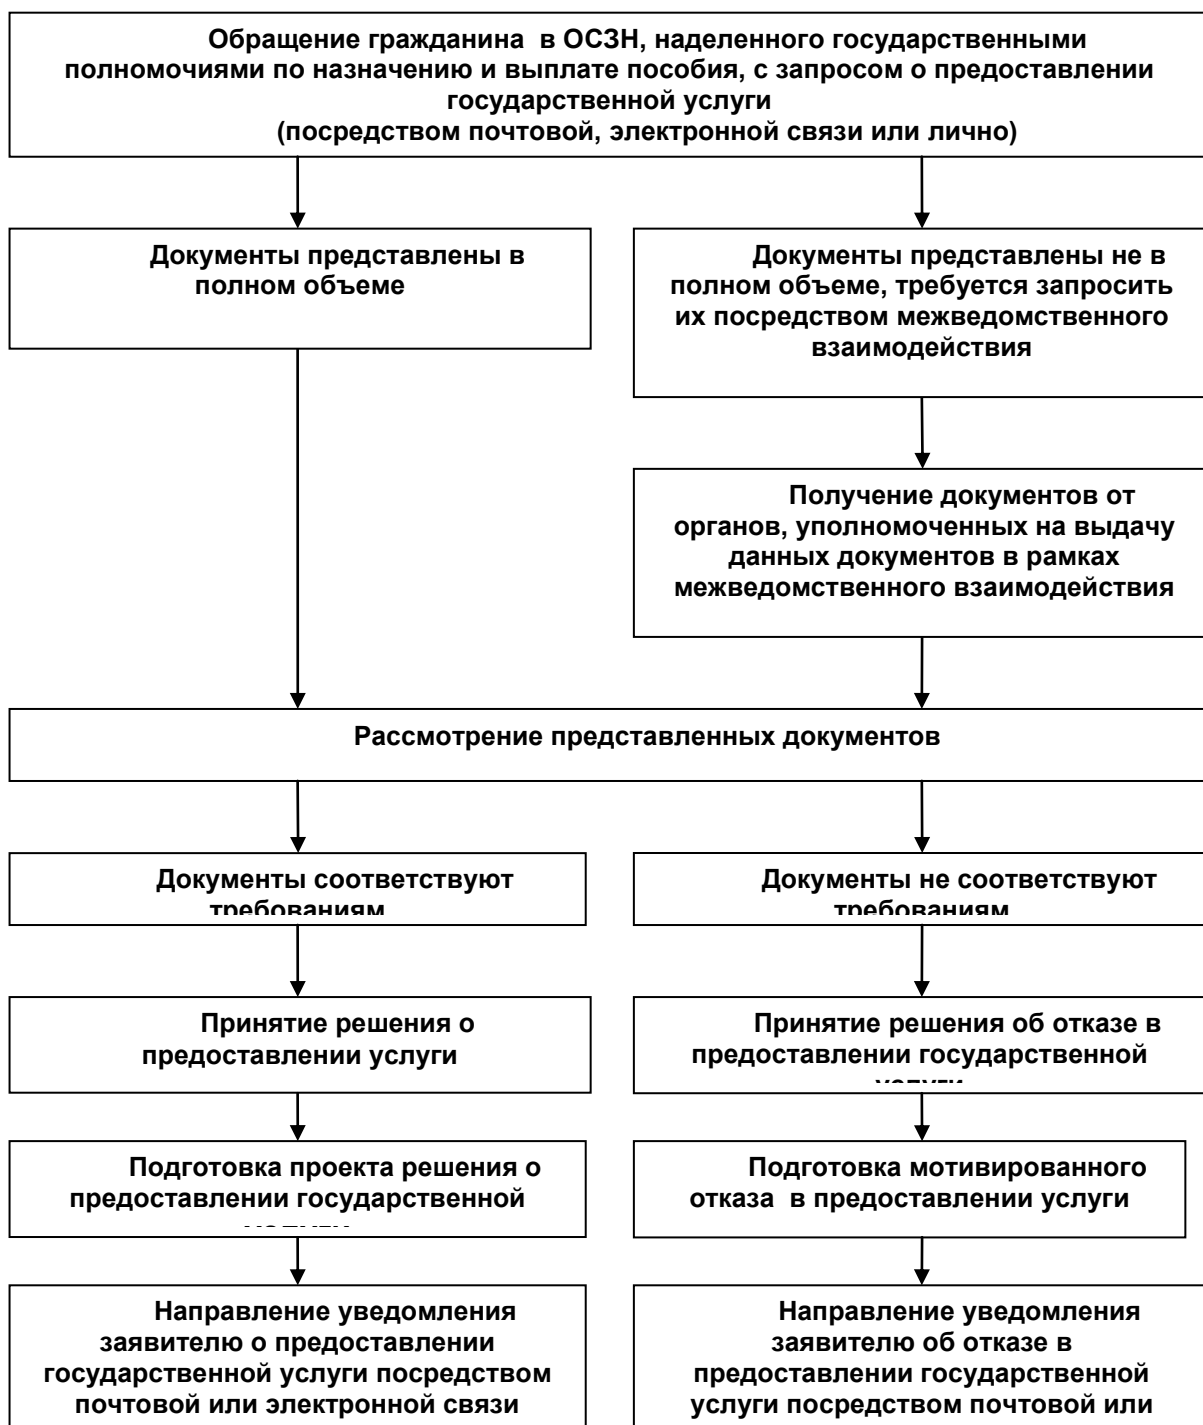 Обращение гражданина в ОСЗН, наделенного государственными
полномочиями по назначению и выплате пособия, с запросом о предоставлении
государственной услуги
(посредством почтовой, электронной связи или лично)
Документы представлены в
полном объеме
Документы представлены не в
полном объеме, требуется запросить
их посредством межведомственного
взаимодействия
Получение документов от
органов, уполномоченных на выдачу
данных документов в рамках
межведомственного взаимодействия
Рассмотрение представленных документов
Документы соответствуют
требованиям
Документы не соответствуют
требованиям
Принятие решения о
предоставлении услуги
Принятие решения об отказе в
предоставлении государственной
услуги
Подготовка проекта решения о
предоставлении государственной
Подготовка мотивированного
отказа в предоставлении услуги
Направление уведомления
заявителю о предоставлении
государственной услуги посредством
почтовой или электронной связи
Направление уведомления
заявителю об отказе в
предоставлении государственной
услуги посредством почтовой или